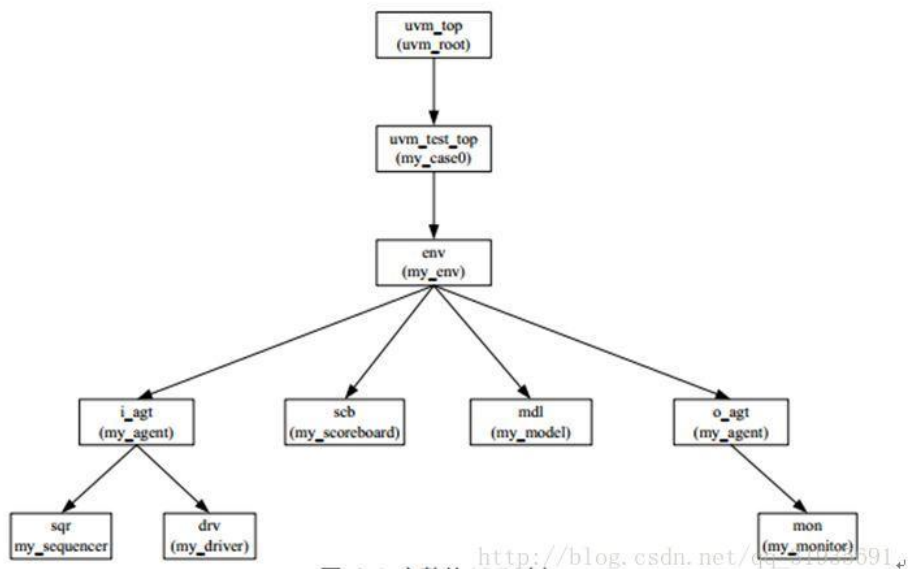 uvm_top
(uvm_root)
uvm_test_top
(my_case0)
env
(my_env)
i_agt
(my_agent)
scb
(my_scoreboard)
mdl
(my_model)
o_agt
(my_agent)
sqr
my_sequencer
drv
(my_driver)
mon
(my_monitor)
http://blog.csdn.net/